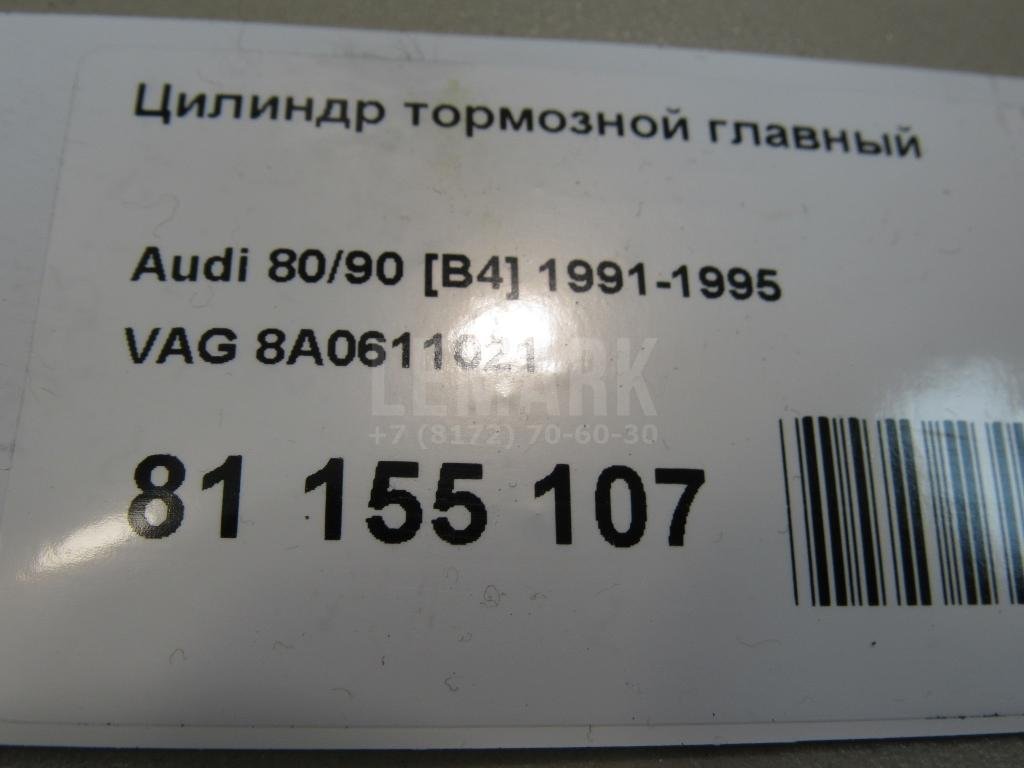 Цилиндр тормозной главный
Audi 80/90 [B4] 1991-1995
VAG 8A0611021
LEMARK
+7 (8172) 70-60-30
81 155 107